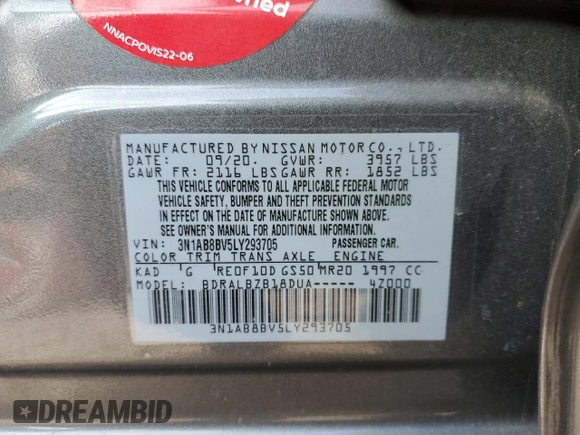 NNACPOVIS22-06
MANUFACTURED BY NISSAN MOTOR CO., LTD.
DATE: 09/20. GVWR: 3957 LBS
GAWR FR: 2116 LBS GAWR RR: 1852 LBS
THIS VEHICLE CONFORMS TO ALL APPLICABLE FEDERAL MOTOR
VEHICLE SAFETY, BUMPER AND THEFT PREVENTION STANDARDS
IN EFFECT ON THE DATE OF MANUFACTURE SHOWN ABOVE.
SEE OWNER'S MANUAL FOR ADDITIONAL INFORMATION.
VIN: 3N1AB8BV5LY293705 PASSENGER CAR.
COLOR TRIM TRANS AXLE ENGINE
KAD G RE0F10D GS50 MR20 1997 CC
MODEL: BDRALBZB18DUA----- 4Z000
3N1AB8BV5LY293705
DREAMBID